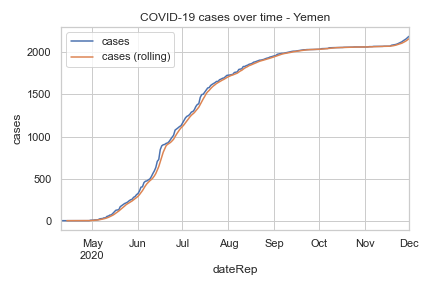 COVID-19 cases over time - Yemen
cases
cases (rolling)
2000
1500
1000
500
0
cases
May Jun Jul Aug Sep Oct Nov Dec
2020
dateRep